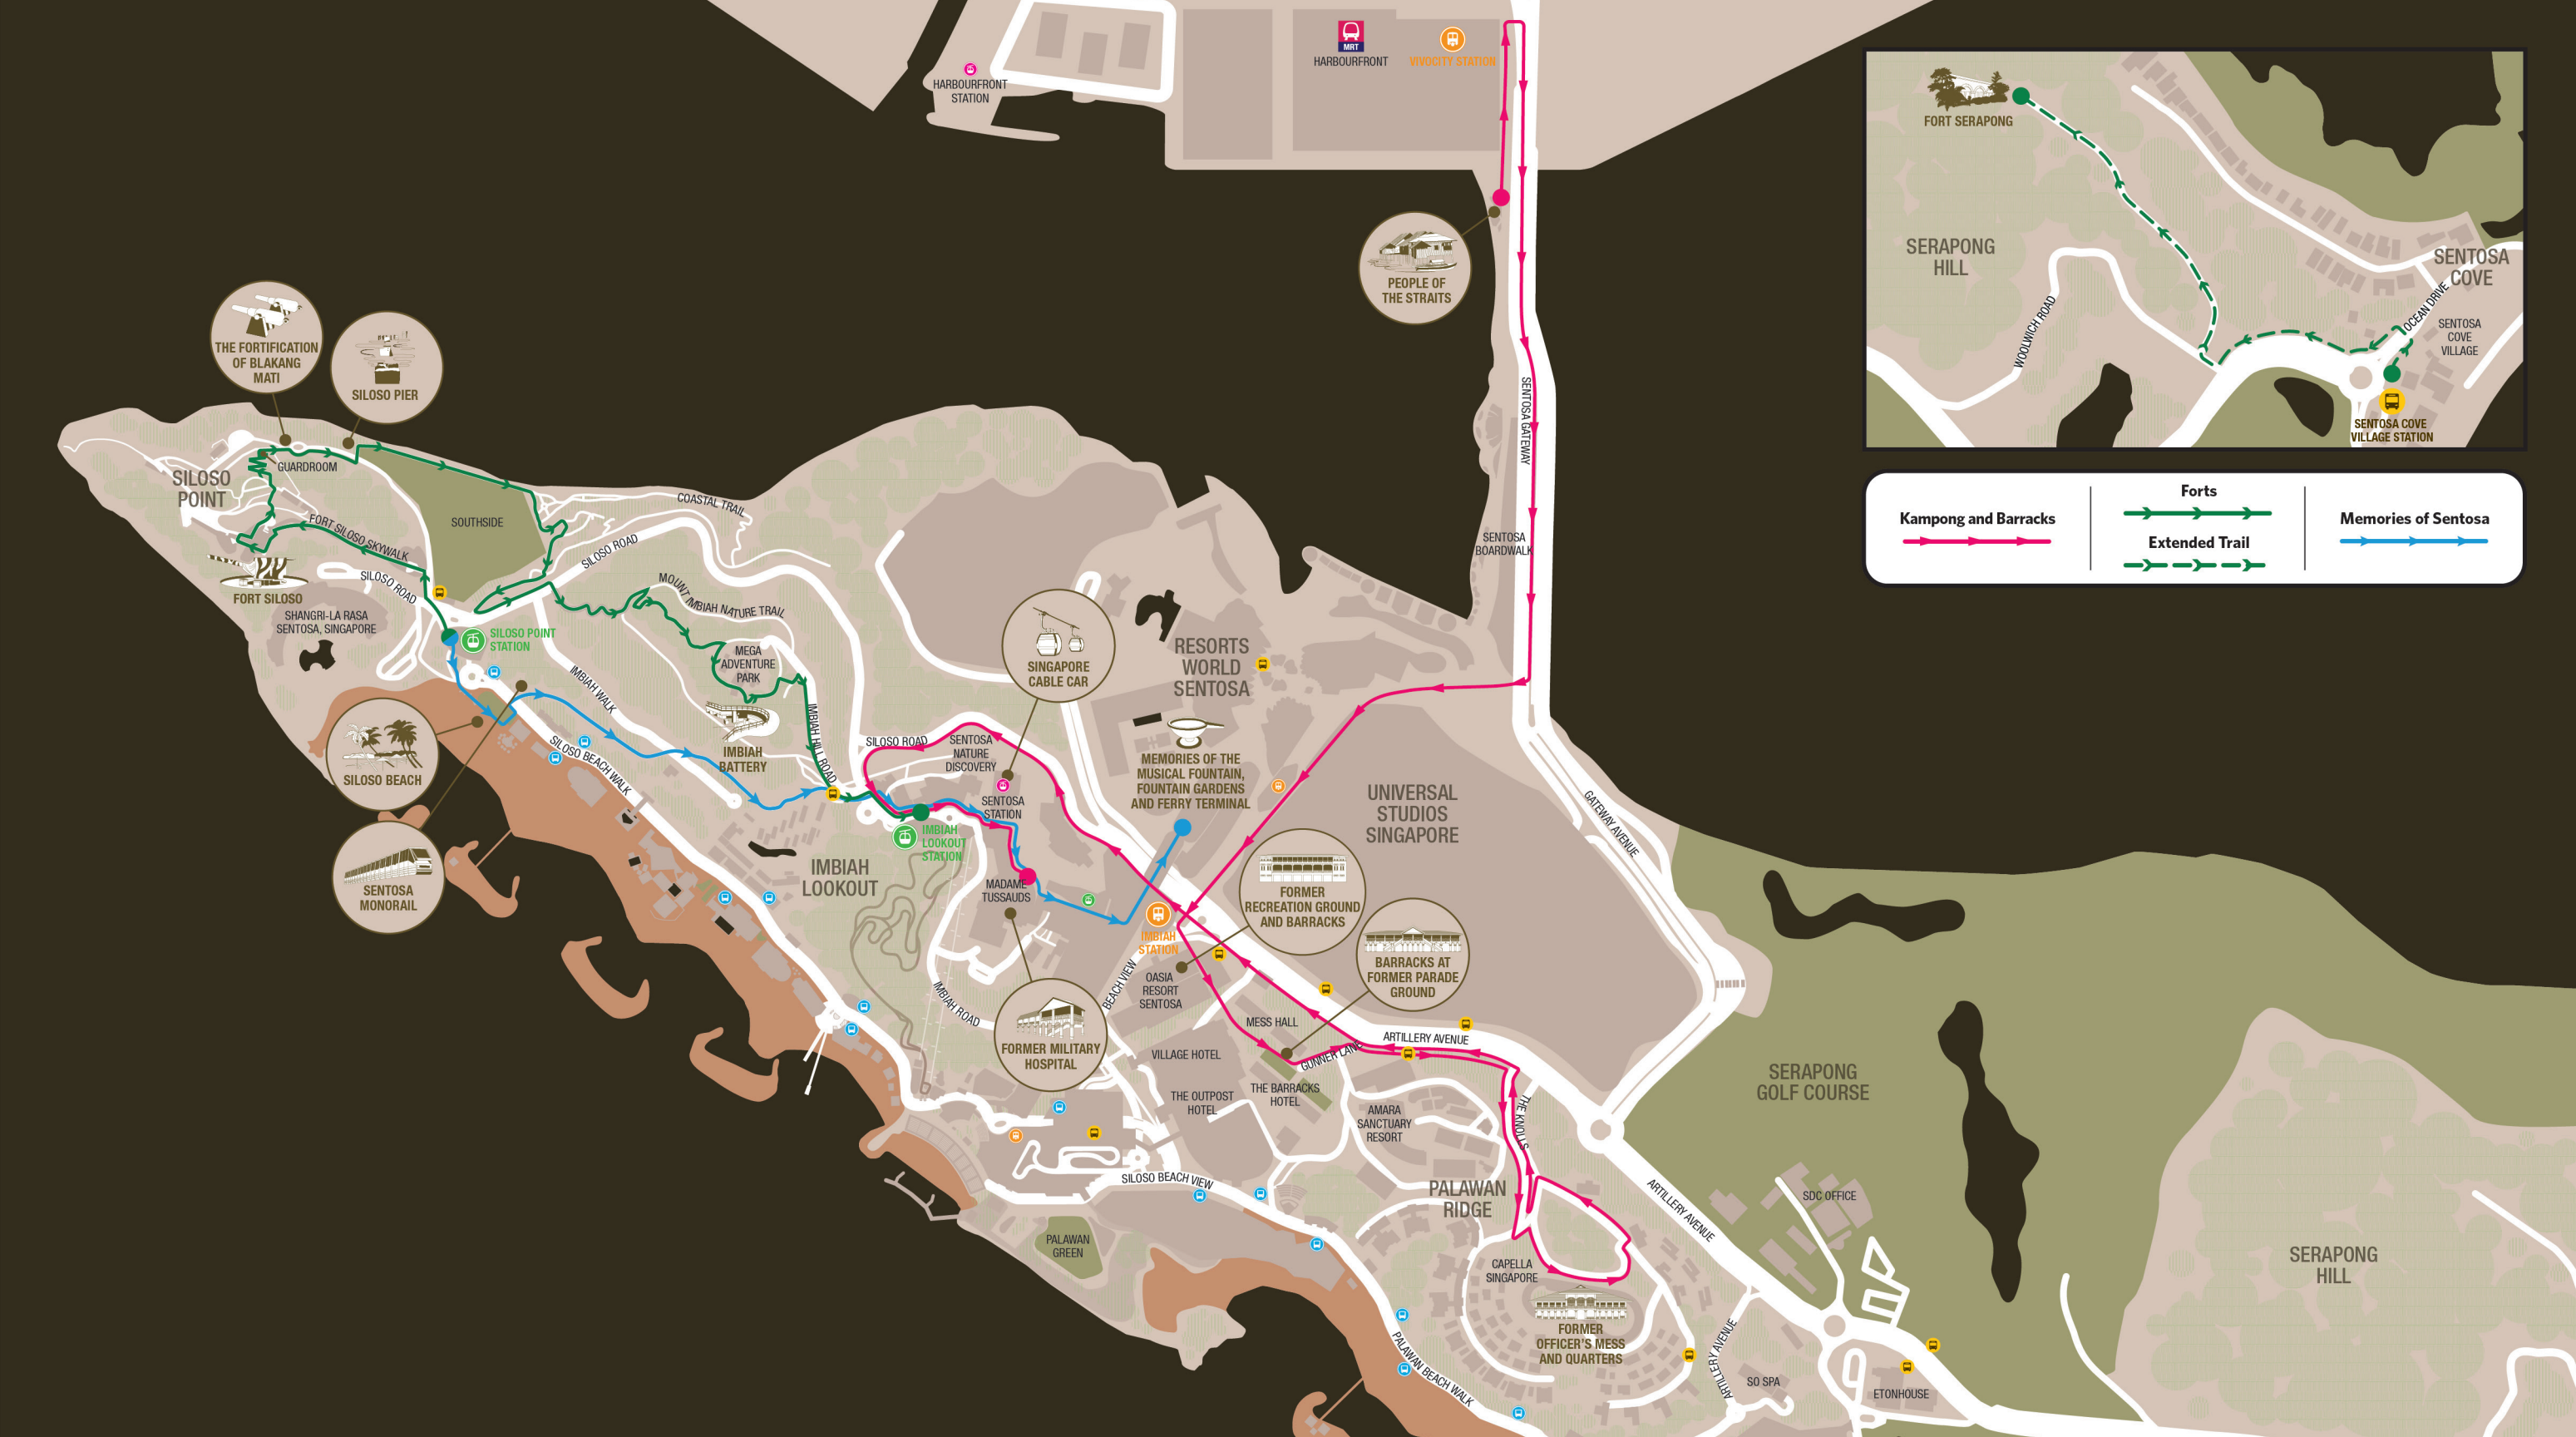 MRT
HARBOURFRONT
VIVOCITY STATION
HARBOURFRONT
STATION
FORT SERAPONG
SERAPONG
HILL
SENTOSA
COVE
OCEAN DRIVE
WOOLWICH ROAD
SENTOSA
COVE
VILLAGE
SENTOSA COVE
VILLAGE STATION
PEOPLE OF
THE STRAITS
Kampong and Barracks
Forts
Extended Trail
Memories of Sentosa
THE FORTIFICATION
OF BLAKANG
MATI
SILOSO PIER
SENTOSA GATEWAY
SENTOSA
BOARDWALK
GUARDROOM
SILOSO
POINT
SOUTHSIDE
COASTAL TRAIL
FORT SILOSO SKYWALK
SILOSO ROAD
SILOSO ROAD
FORT SILOSO
SHANGRI-LA RASA
SENTOSA, SINGAPORE
SILOSO POINT
STATION
MOUNT IMBIAH NATURE TRAIL
MEGA
ADVENTURE
PARK
IMBIAH WALK
IMBIAH
BATTERY
IMBIAH HILL ROAD
SINGAPORE
CABLE CAR
RESORTS
WORLD
SENTOSA
SILOSO ROAD
SENTOSA
NATURE
DISCOVERY
SENTOSA
STATION
MEMORIES OF THE
MUSICAL FOUNTAIN,
FOUNTAIN GARDENS
AND FERRY TERMINAL
UNIVERSAL
STUDIOS
SINGAPORE
GATEWAY AVENUE
SILOSO BEACH
SILOSO BEACH WALK
SENTOSA
MONORAIL
IMBIAH
LOOKOUT
IMBIAH
LOOKOUT
STATION
MADAME
TUSSAUDS
IMBIAH
STATION
FORMER
RECREATION GROUND
AND BARRACKS
BARRACKS AT
FORMER PARADE
GROUND
BEACH VIEW
OASIA
RESORT
SENTOSA
IMBIAH ROAD
FORMER MILITARY
HOSPITAL
MESS HALL
ARTILLERY AVENUE
GUNNER LANE
VILLAGE HOTEL
THE OUTPOST
HOTEL
THE BARRACKS
HOTEL
AMARA
SANCTUARY
RESORT
THE KNOLLS
SERAPONG
GOLF COURSE
SILOSO BEACH VIEW
PALAWAN
RIDGE
ARTILLERY AVENUE
SDC OFFICE
PALAWAN
GREEN
CAPELLA
SINGAPORE
SERAPONG
HILL
FORMER
OFFICER'S MESS
AND QUARTERS
PALAWAN BEACH WALK
ARTILLERY AVENUE
SO SPA
ETONHOUSE